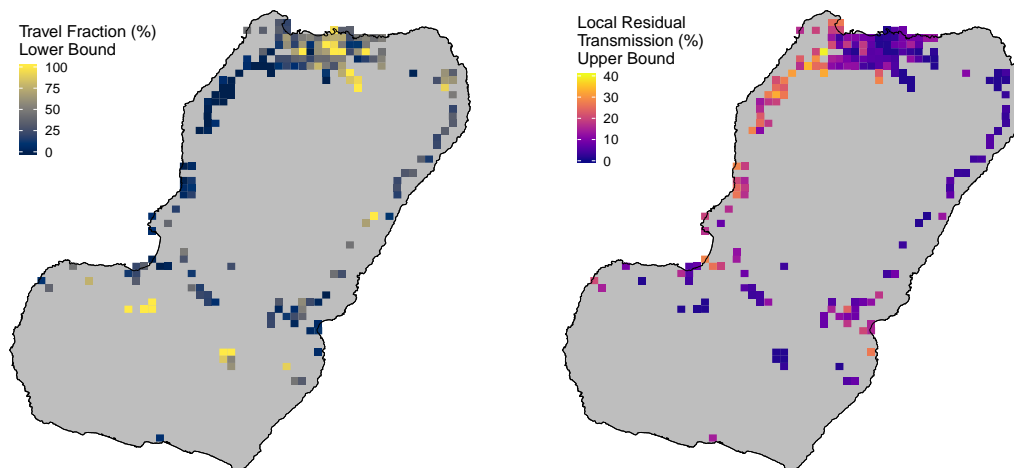 Travel Fraction (%)
Lower Bound
100
75
50
25
0
Local Residual
Transmission (%)
Upper Bound
40
30
20
10
0